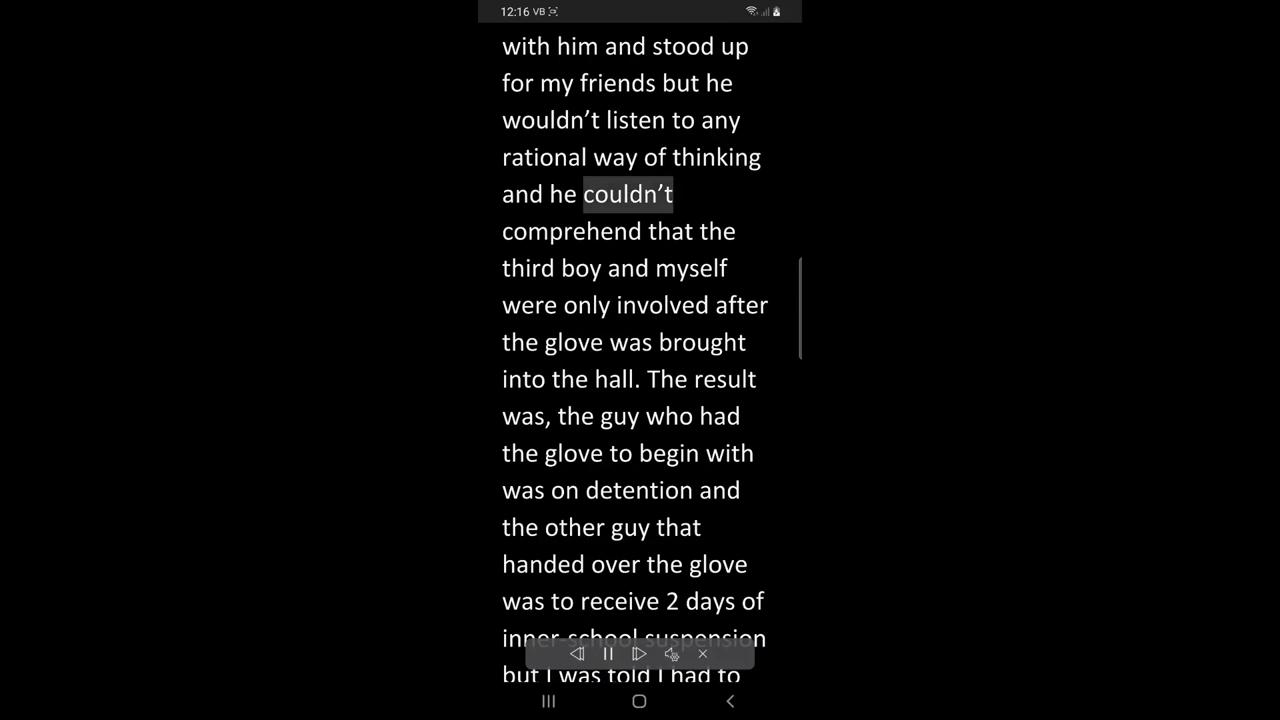 12:16 VB
with him and stood up
for my friends but he
wouldn’t listen to any
rational way of thinking
and he couldn’t
comprehend that the
third boy and myself
were only involved after
the glove was brought
into the hall. The result
was, the guy who had
the glove to begin with
was on detention and
the other guy that
handed over the glove
was to receive 2 days of
inner-school suspension
but I was told I had to